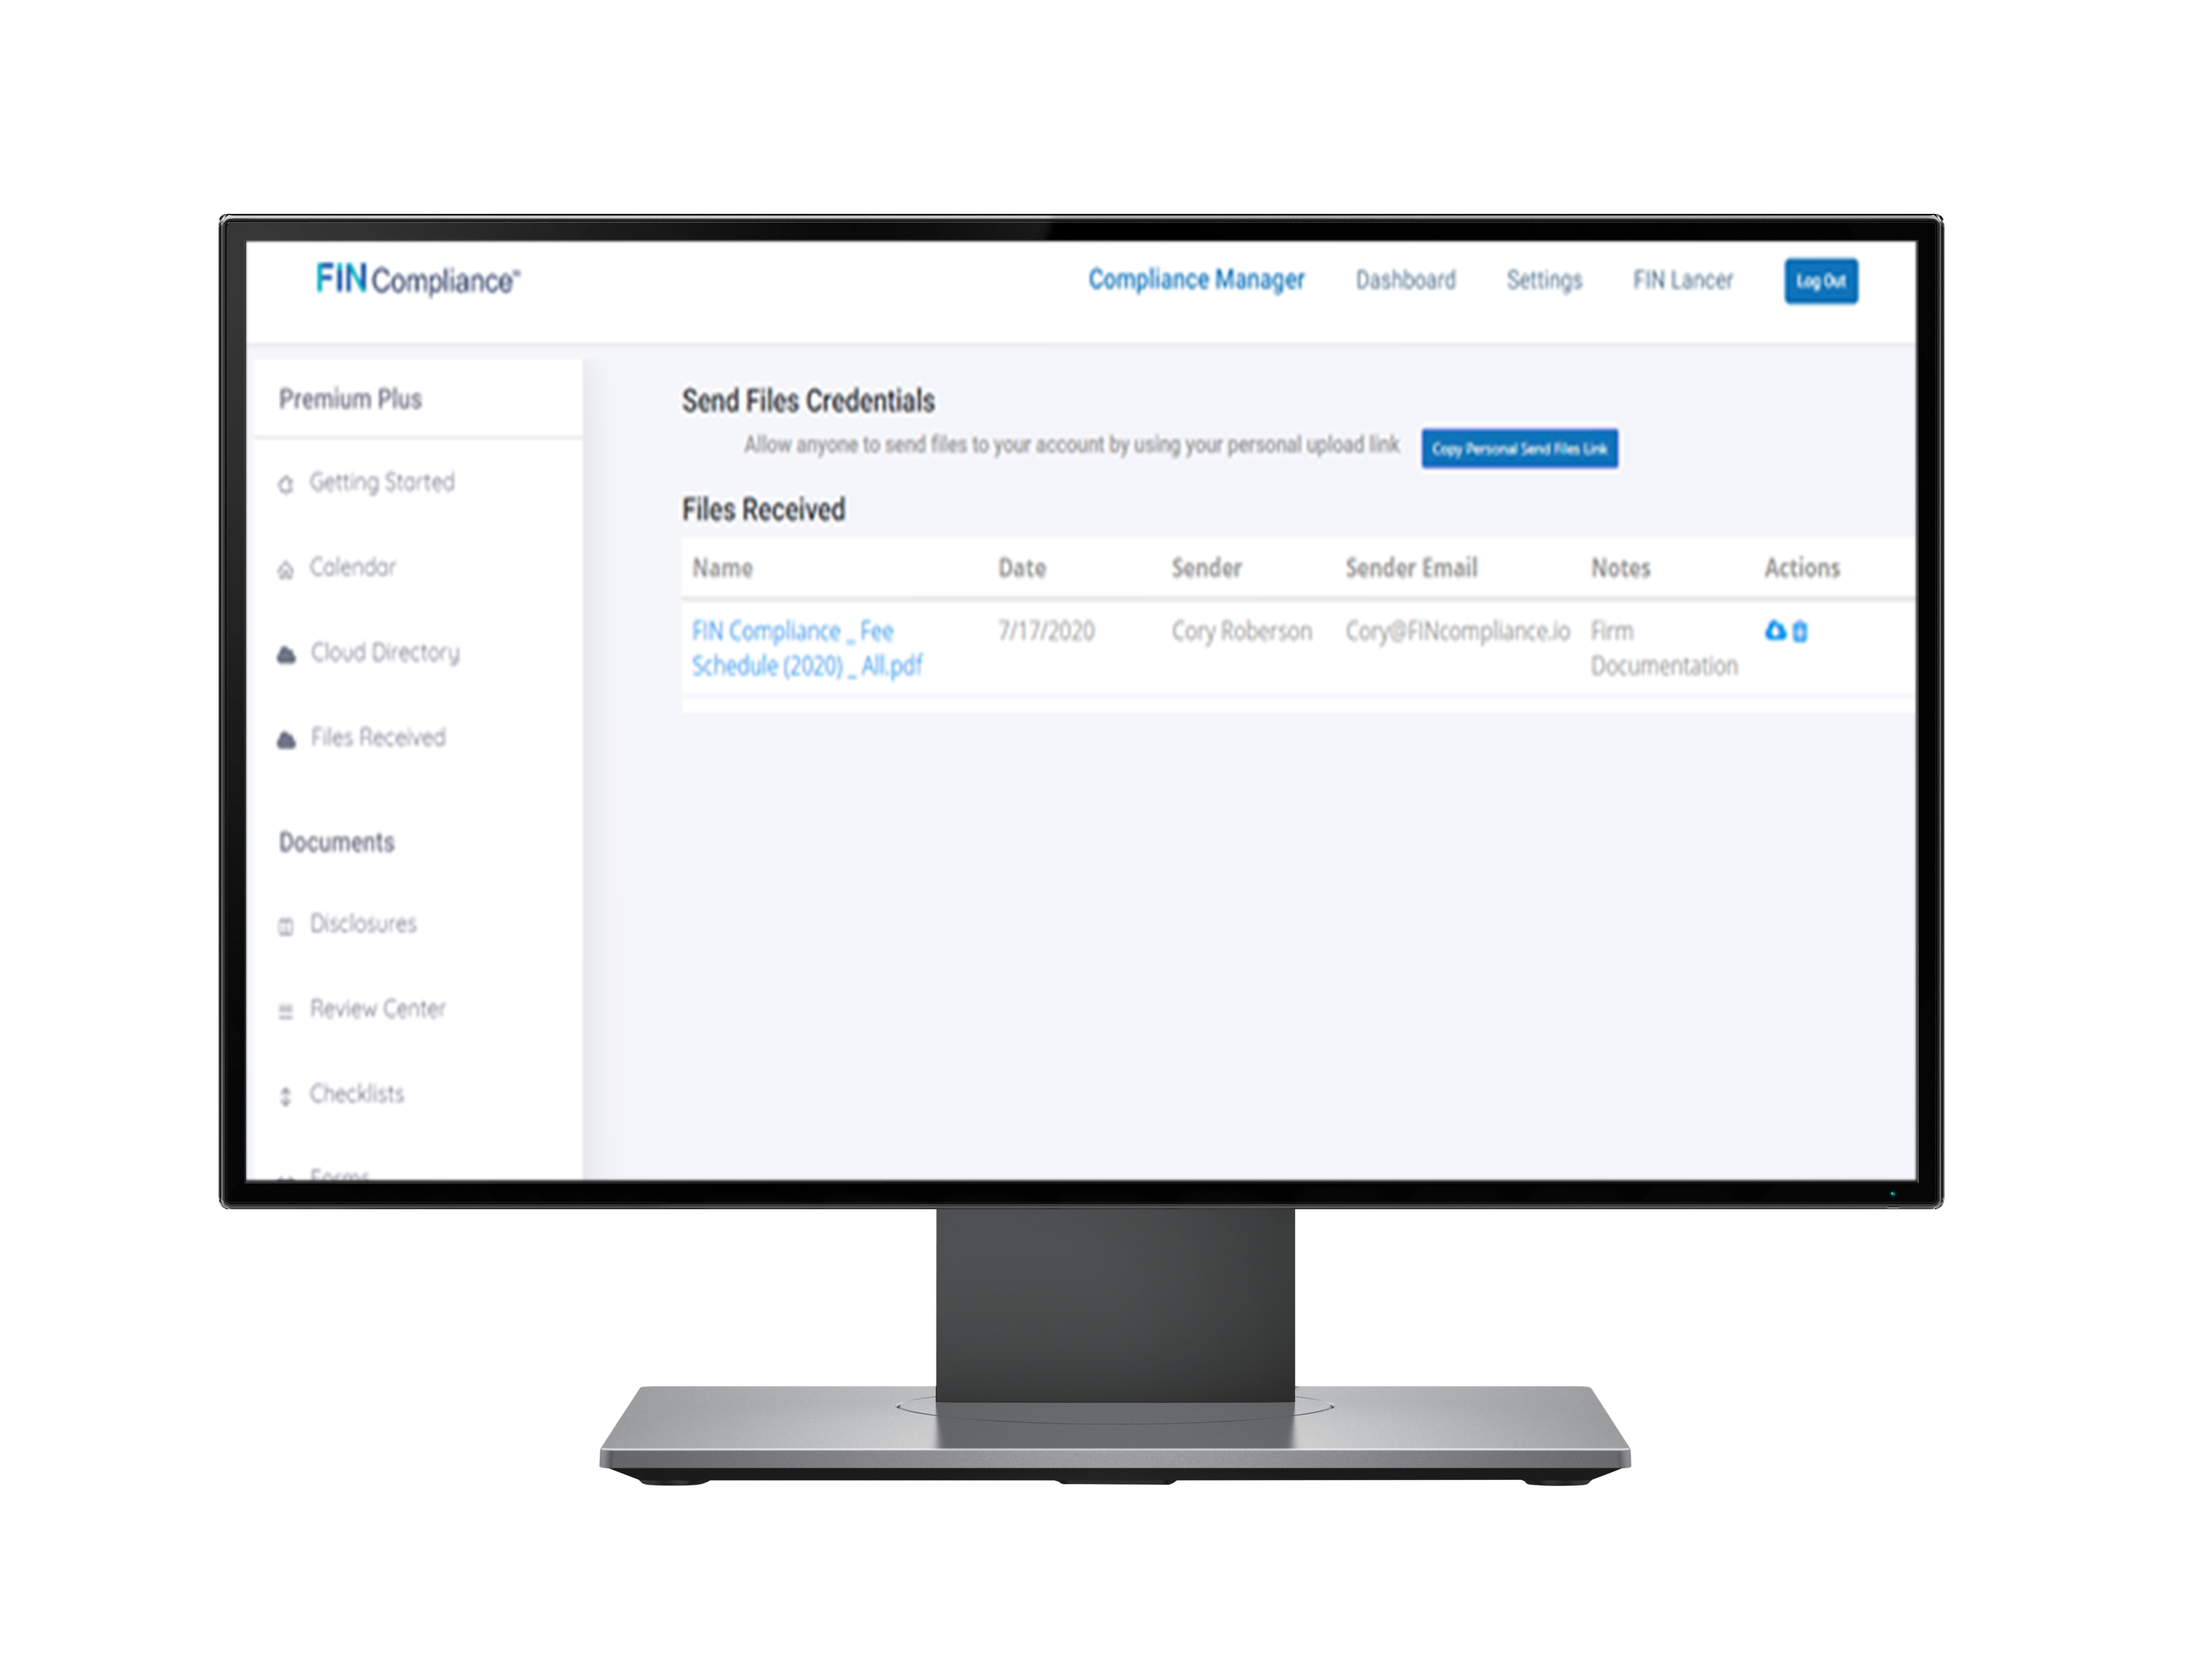 FIN Compliance™
Compliance Manager Dashboard Settings FIN Lancer Log Out
Premium Plus
Getting Started
Calendar
Cloud Directory
Files Received
Documents
Disclosures
Review Center
Checklists
Forms
Send Files Credentials
Allow anyone to send files to your account by using your personal upload link Copy Personal Send Files Link
Files Received
Name Date Sender Sender Email Notes Actions
FIN Compliance _ Fee 7/17/2020 Cory Roberson Cory@FINcompliance.io Firm
Schedule (2020) _ All.pdf Documentation